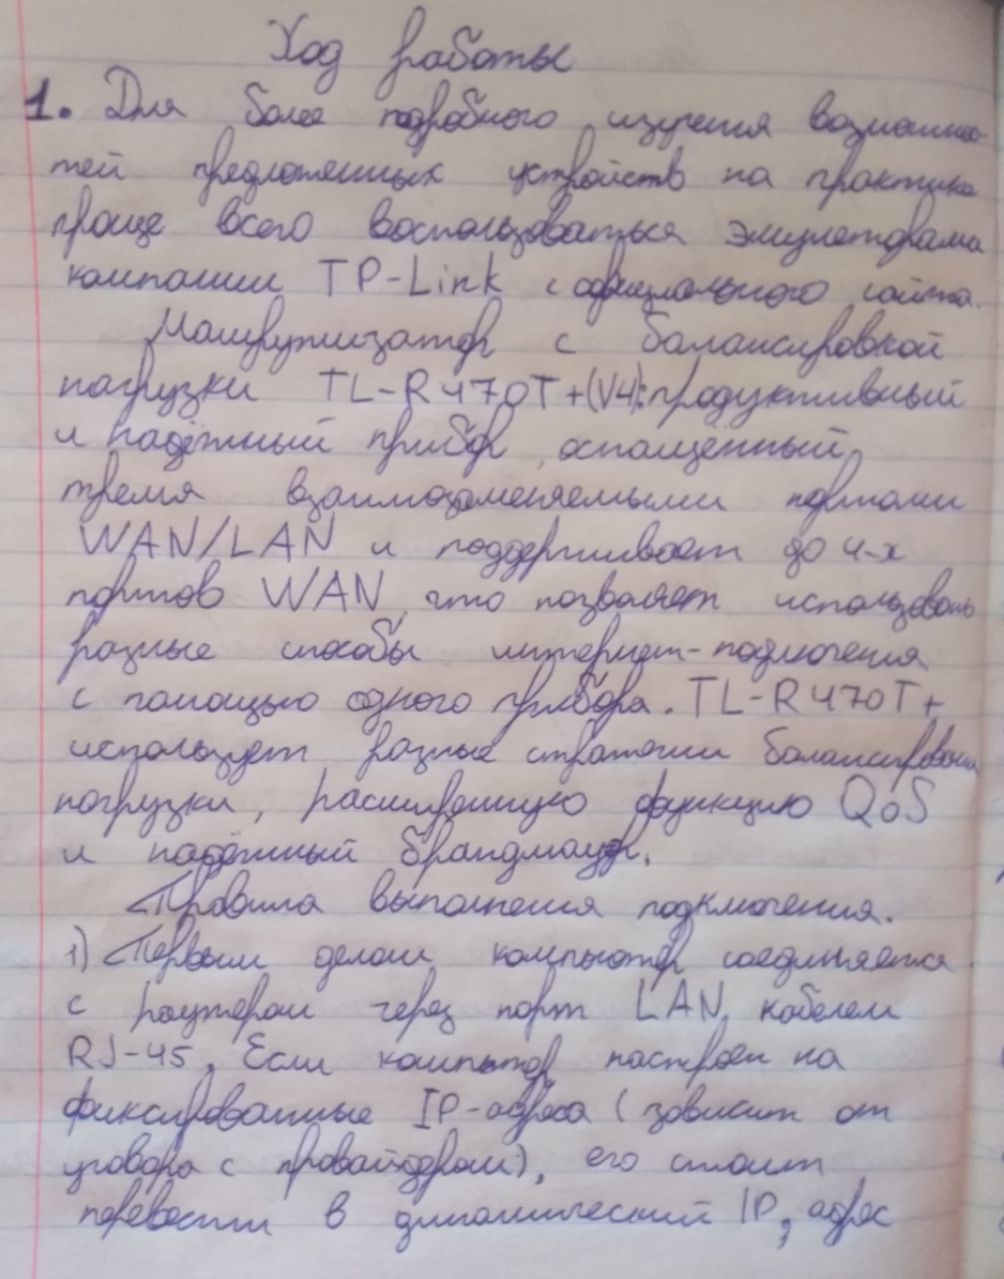 Ход работы
1. Для более подробного изучения возможнос-
тей предложенных устройств на практике
проще всего воспользоваться эмуляторами
компании TP-Link с официального сайта.
Маршрутизатор с балансировкой
нагрузки TL-R470T+(V4):продуктивный
и надёжный прибор, оснащенный
тремя взаимозаменяемыми портами
WAN/LAN и поддерживает до 4-х
портов WAN, что позволяет использовать
разные способы интернет-подключения
с помощью одного прибора. TL-R470T+
использует разные стратегии балансировки
нагрузки, расширенную функцию QoS
и надёжный брандмауэр.
Правила выполнения подключения.
1) Первым делом компьютер соединяется
с роутером через порт LAN, кабелем
RJ-45. Если компьютер настроен на
фиксированные IP-адреса (зависит от
уговора с провайдером), его стоит
перевести в динамический IP, адрес